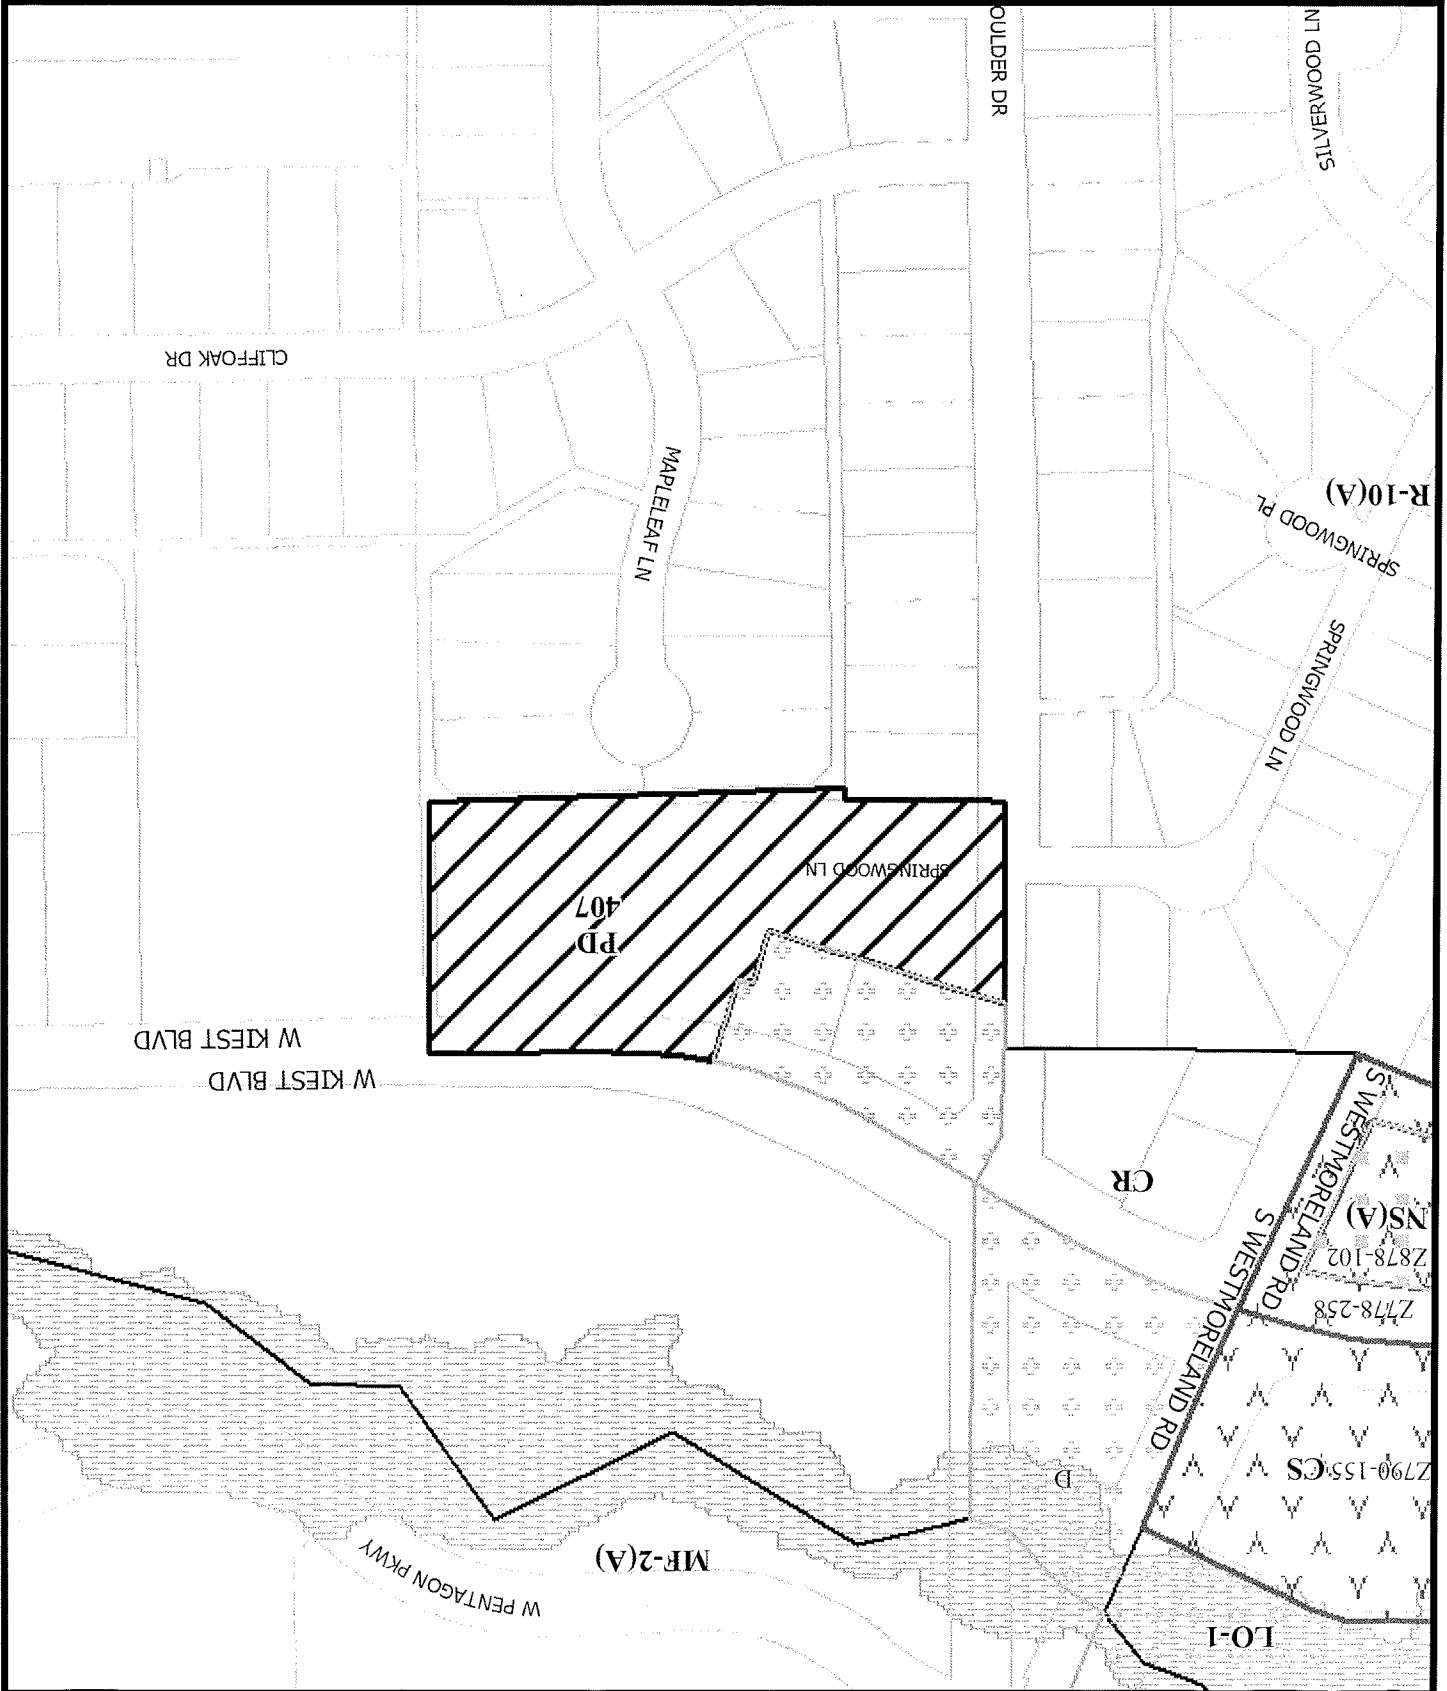 LO-1
W PENTAGON PKWY
MF-2(A)
Z790-155
CS
D
S WESTMORELAND RD
Z778-258
Z878-102
NS(A)
S WESTMORELAND RD
CR
W KIEST BLVD
W KIEST BLVD
PD
407
SPRINGWOOD LN
SPRINGWOOD LN
SPRINGWOOD PL
R-10(A)
MAPLELEAF LN
CLIFFOAK DR
SILVERWOOD LN
OULDER DR